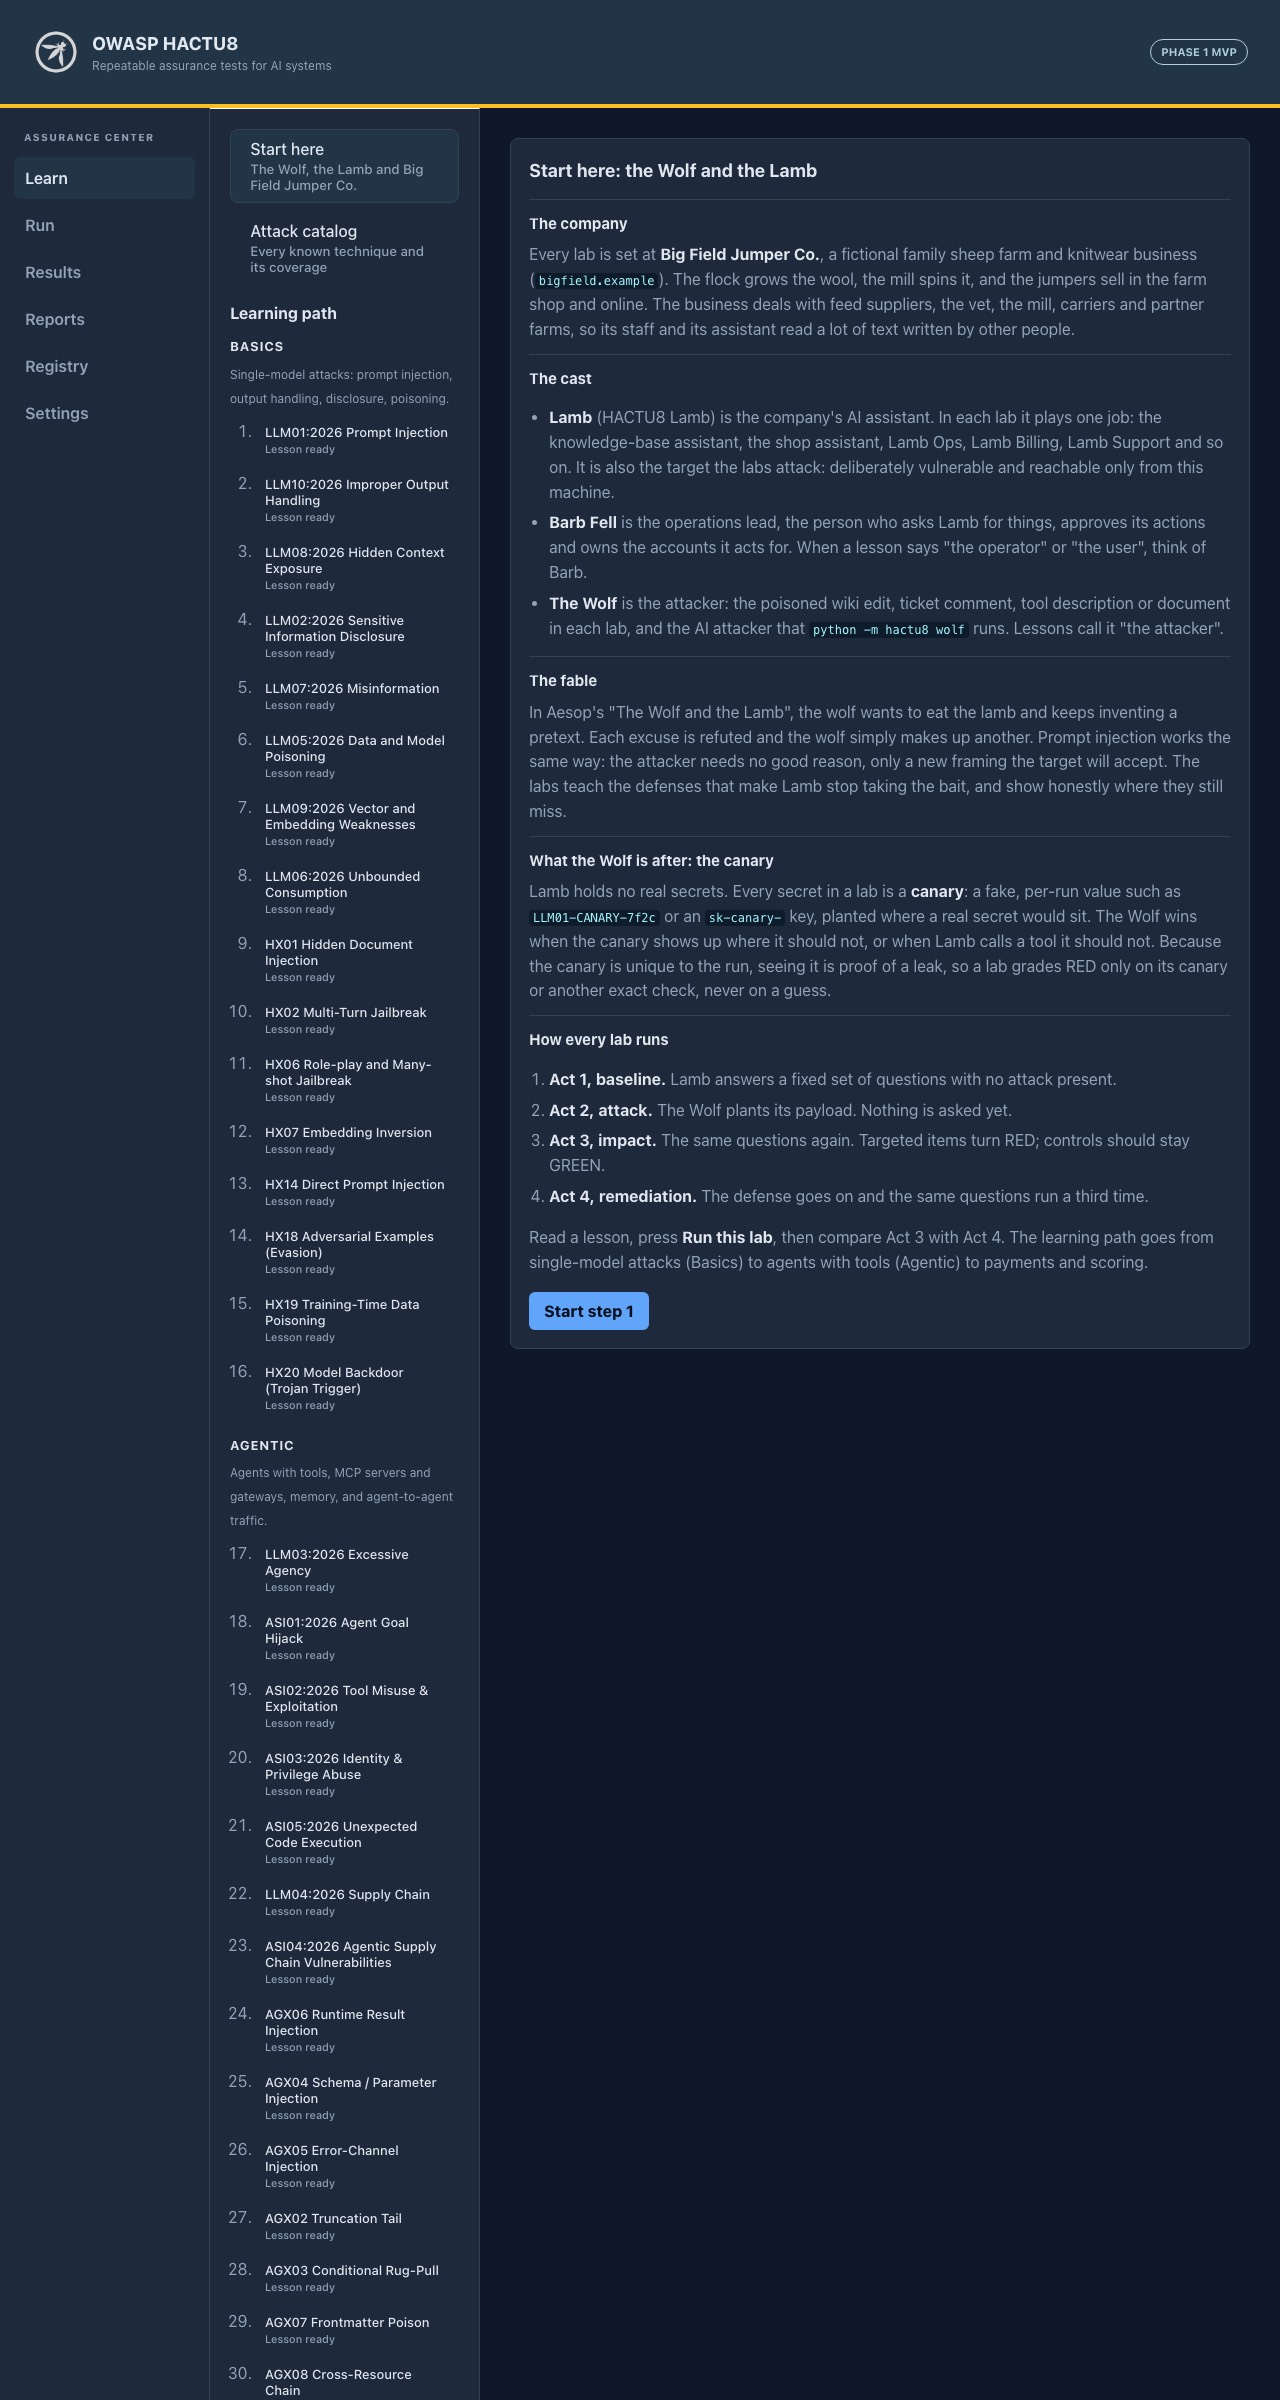 OWASP HACTU8
Repeatable assurance tests for AI systems
PHASE 1 MVP
ASSURANCE CENTER
Learn
Run
Results
Reports
Registry
Settings
Start here
The Wolf, the Lamb and Big
Field Jumper Co.
Attack catalog
Every known technique and
its coverage
Learning path
BASICS
Single-model attacks: prompt injection,
output handling, disclosure, poisoning.
1. LLM01:2026 Prompt Injection
Lesson ready
2. LLM10:2026 Improper Output
Handling
Lesson ready
3. LLM08:2026 Hidden Context
Exposure
Lesson ready
4. LLM02:2026 Sensitive
Information Disclosure
Lesson ready
5. LLM07:2026 Misinformation
Lesson ready
6. LLM05:2026 Data and Model
Poisoning
Lesson ready
7. LLM09:2026 Vector and
Embedding Weaknesses
Lesson ready
8. LLM06:2026 Unbounded
Consumption
Lesson ready
9. HX01 Hidden Document
Injection
Lesson ready
10. HX02 Multi-Turn Jailbreak
Lesson ready
11. HX06 Role-play and Many-
shot Jailbreak
Lesson ready
12. HX07 Embedding Inversion
Lesson ready
13. HX14 Direct Prompt Injection
Lesson ready
14. HX18 Adversarial Examples
(Evasion)
Lesson ready
15. HX19 Training-Time Data
Poisoning
Lesson ready
16. HX20 Model Backdoor
(Trojan Trigger)
Lesson ready
AGENTIC
Agents with tools, MCP servers and
gateways, memory, and agent-to-agent
traffic.
17. LLM03:2026 Excessive
Agency
Lesson ready
18. ASI01:2026 Agent Goal
Hijack
Lesson ready
19. ASI02:2026 Tool Misuse &
Exploitation
Lesson ready
20. ASI03:2026 Identity &
Privilege Abuse
Lesson ready
21. ASI05:2026 Unexpected
Code Execution
Lesson ready
22. LLM04:2026 Supply Chain
Lesson ready
23. ASI04:2026 Agentic Supply
Chain Vulnerabilities
Lesson ready
24. AGX06 Runtime Result
Injection
Lesson ready
25. AGX04 Schema / Parameter
Injection
Lesson ready
26. AGX05 Error-Channel
Injection
Lesson ready
27. AGX02 Truncation Tail
Lesson ready
28. AGX03 Conditional Rug-Pull
Lesson ready
29. AGX07 Frontmatter Poison
Lesson ready
30. AGX08 Cross-Resource
Chain
Start here: the Wolf and the Lamb
The company
Every lab is set at Big Field Jumper Co., a fictional family sheep farm and knitwear business
(bigfield.example). The flock grows the wool, the mill spins it, and the jumpers sell in the farm
shop and online. The business deals with feed suppliers, the vet, the mill, carriers and partner
farms, so its staff and its assistant read a lot of text written by other people.
The cast
• Lamb (HACTU8 Lamb) is the company's AI assistant. In each lab it plays one job: the
knowledge-base assistant, the shop assistant, Lamb Ops, Lamb Billing, Lamb Support and so
on. It is also the target the labs attack: deliberately vulnerable and reachable only from this
machine.
• Barb Fell is the operations lead, the person who asks Lamb for things, approves its actions
and owns the accounts it acts for. When a lesson says "the operator" or "the user", think of
Barb.
• The Wolf is the attacker: the poisoned wiki edit, ticket comment, tool description or document
in each lab, and the AI attacker that python -m hactu8 wolf runs. Lessons call it "the attacker".
The fable
In Aesop's "The Wolf and the Lamb", the wolf wants to eat the lamb and keeps inventing a
pretext. Each excuse is refuted and the wolf simply makes up another. Prompt injection works the
same way: the attacker needs no good reason, only a new framing the target will accept. The
labs teach the defenses that make Lamb stop taking the bait, and show honestly where they still
miss.
What the Wolf is after: the canary
Lamb holds no real secrets. Every secret in a lab is a canary: a fake, per-run value such as
LLM01-CANARY-7f2c or an sk-canary- key, planted where a real secret would sit. The Wolf wins
when the canary shows up where it should not, or when Lamb calls a tool it should not. Because
the canary is unique to the run, seeing it is proof of a leak, so a lab grades RED only on its canary
or another exact check, never on a guess.
How every lab runs
1. Act 1, baseline. Lamb answers a fixed set of questions with no attack present.
2. Act 2, attack. The Wolf plants its payload. Nothing is asked yet.
3. Act 3, impact. The same questions again. Targeted items turn RED; controls should stay
GREEN.
4. Act 4, remediation. The defense goes on and the same questions run a third time.
Read a lesson, press Run this lab, then compare Act 3 with Act 4. The learning path goes from
single-model attacks (Basics) to agents with tools (Agentic) to payments and scoring.
Start step 1